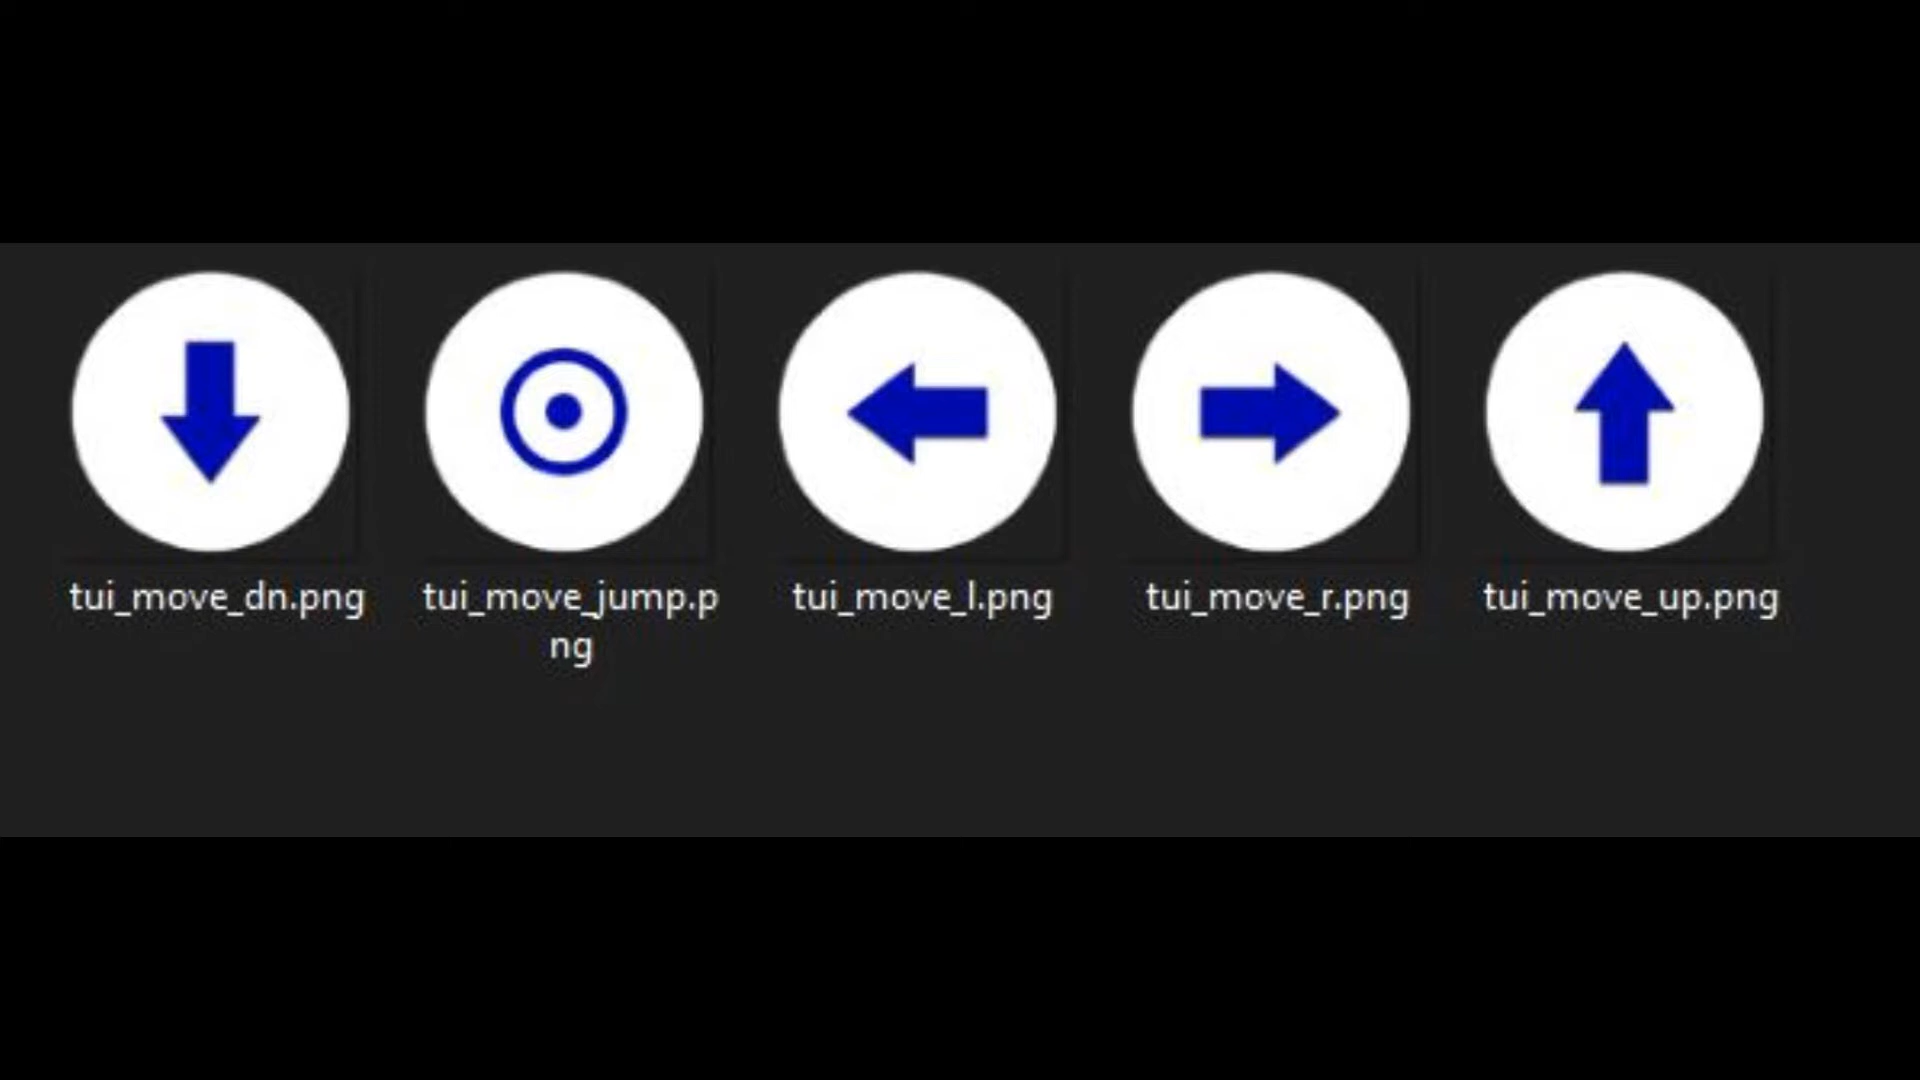 tui_move_dn.png
tui_move_jump.p
ng
tui_move_l.png
tui_move_r.png
tui_move_up.png